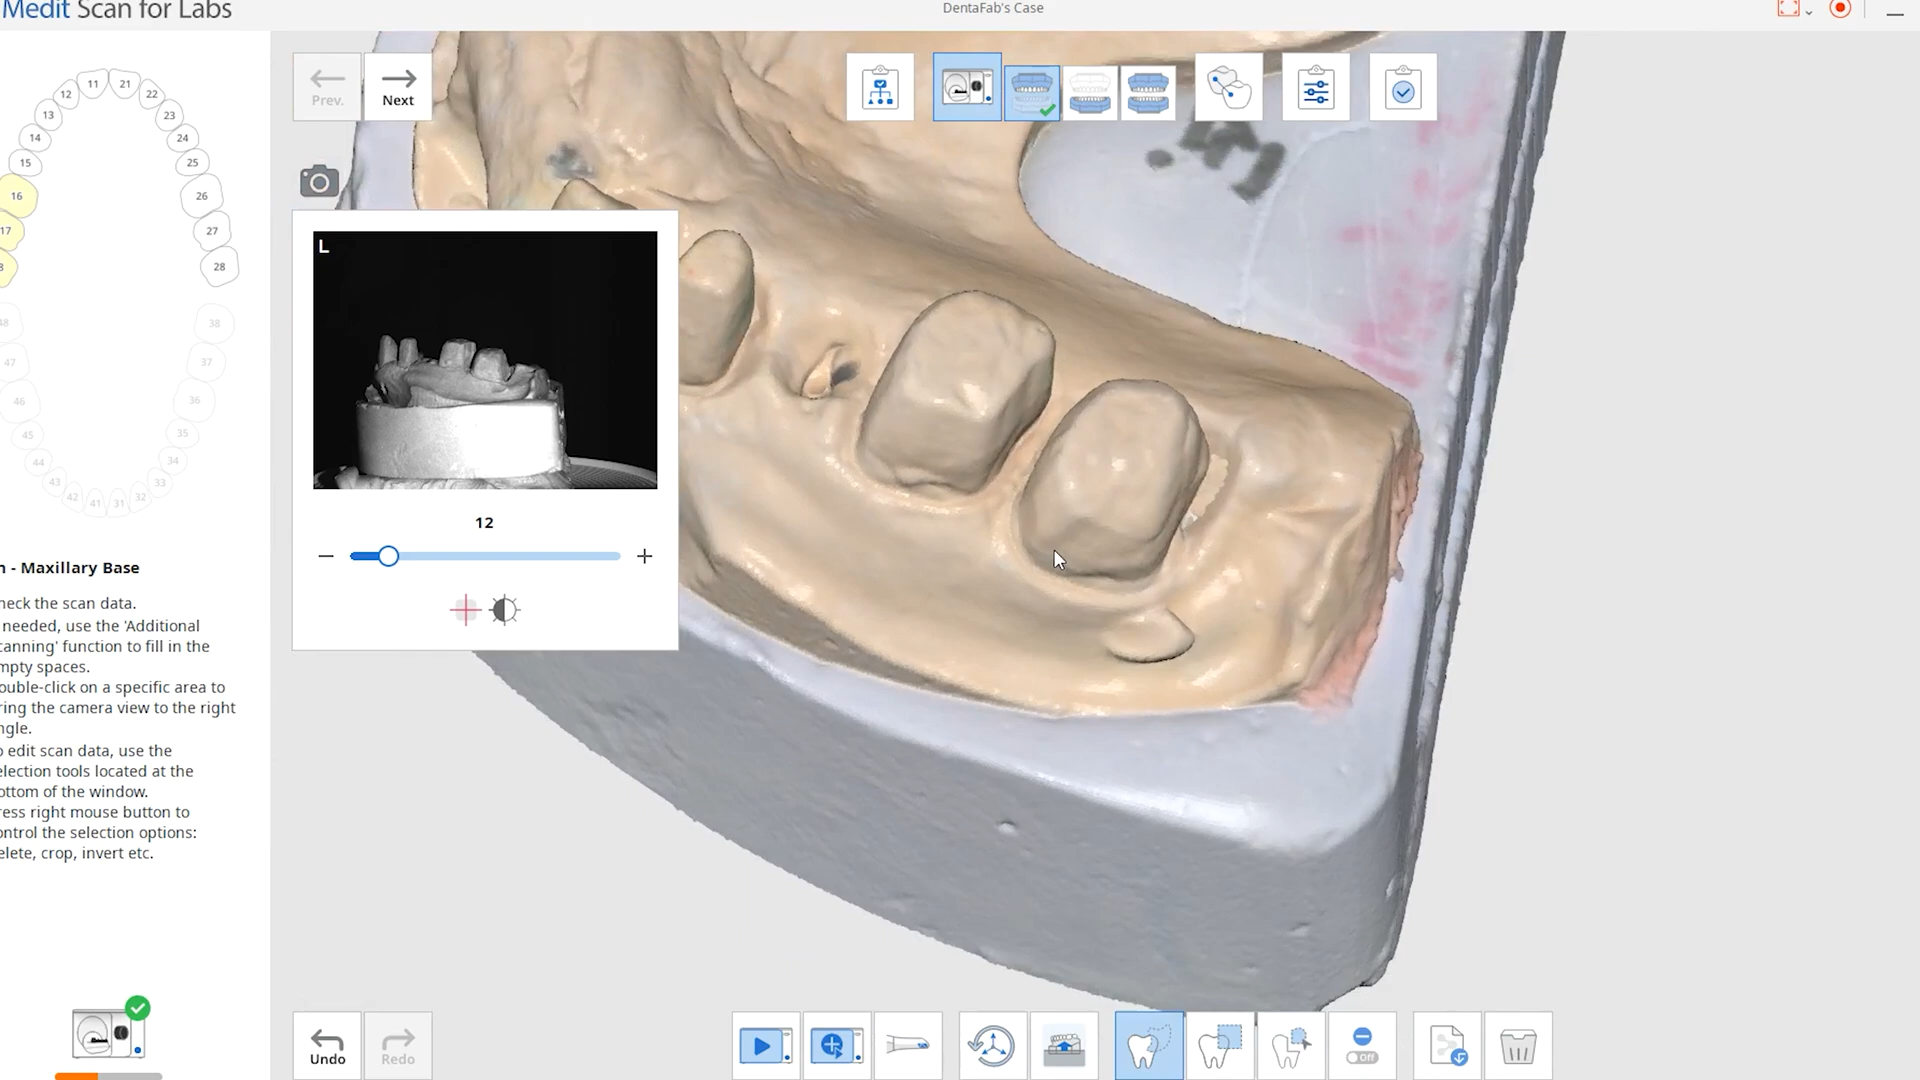 Medit Scan for Labs
DentaFab's Case
Prev.
Next
11 21
12 22
13 23
14 24
15 25
16 26
17 27
8 28
48 38
47 37
46 36
45 35
44 34
43 33
42 41 31 32
L
12
n - Maxillary Base
heck the scan data.
needed, use the 'Additional
canning' function to fill in the
mpty spaces.
ouble-click on a specific area to
ring the camera view to the right
ngle.
o edit scan data, use the
election tools located at the
ottom of the window.
ress right mouse button to
ontrol the selection options:
elete, crop, invert etc.
Undo
Redo
Off